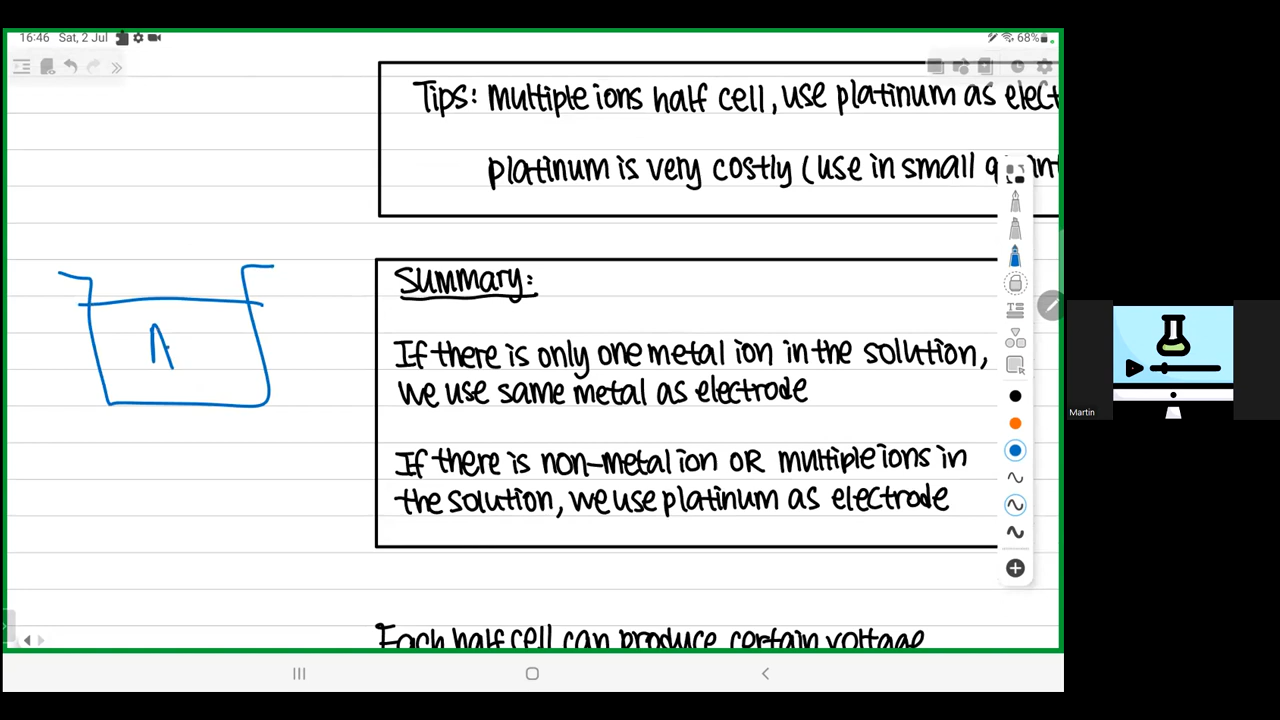 16:46 Sat, 2 Jul
68%
Tips: Multiple ions half cell, use platinum as elect
platinum is very costly (use in small
Summary:
If there is only one metal ion in the solution,
we use same metal as electrode
If there is non-metal ion OR multiple ions in
the solution, we use platinum as electrode
Each half cell can produce certain voltage
Martin